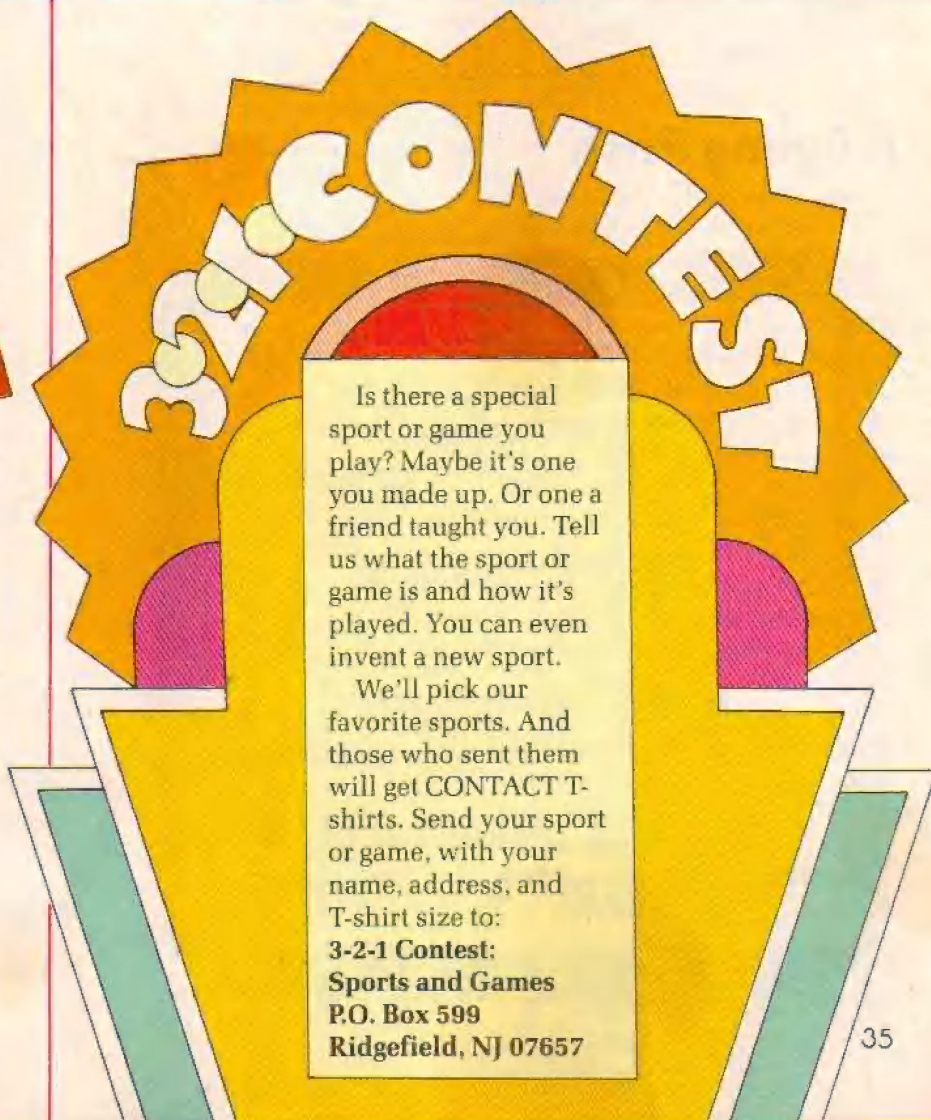 3·2·1·CONTEST
Is there a special
sport or game you
play? Maybe it's one
you made up. Or one a
friend taught you. Tell
us what the sport or
game is and how it's
played. You can even
invent a new sport.
We'll pick our
favorite sports. And
those who sent them
will get CONTACT T-
shirts. Send your sport
or game, with your
name, address, and
T-shirt size to:
3-2-1 Contest:
Sports and Games
P.O. Box 599
Ridgefield, NJ 07657
35